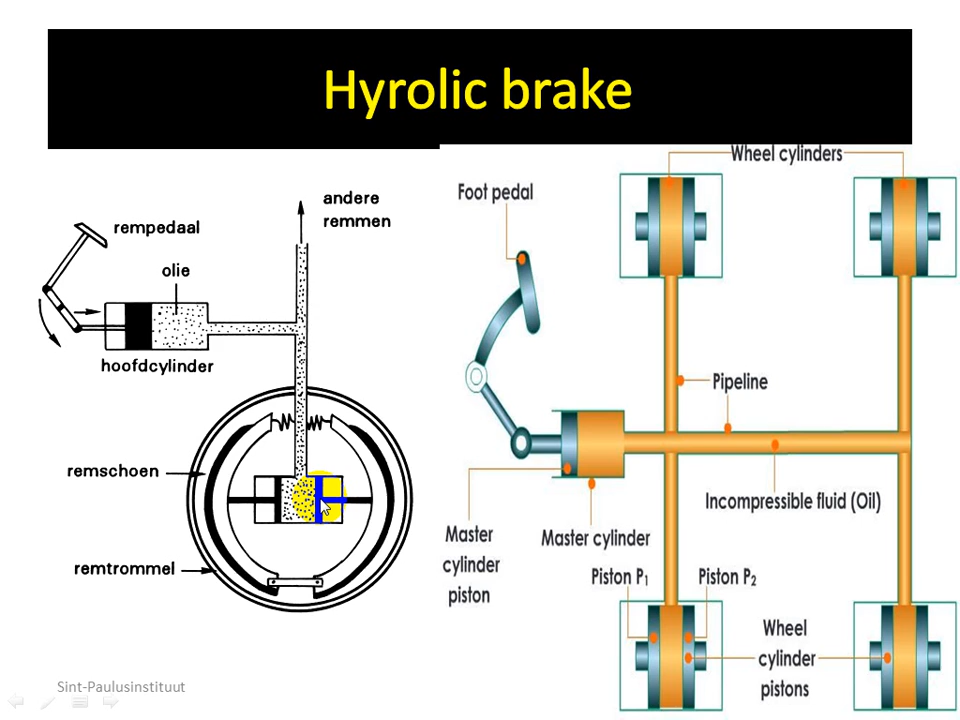 Hyrolic brake
andere
remmen
rempedaal
olie
hoofdcylinder
remschoen
remtrommel
Wheel cylinders
Foot pedal
Pipeline
Incompressible fluid (Oil)
Master
cylinder
piston
Master cylinder
Piston P₁
Piston P₂
Wheel
cylinder
pistons
Sint-Paulusinstituut